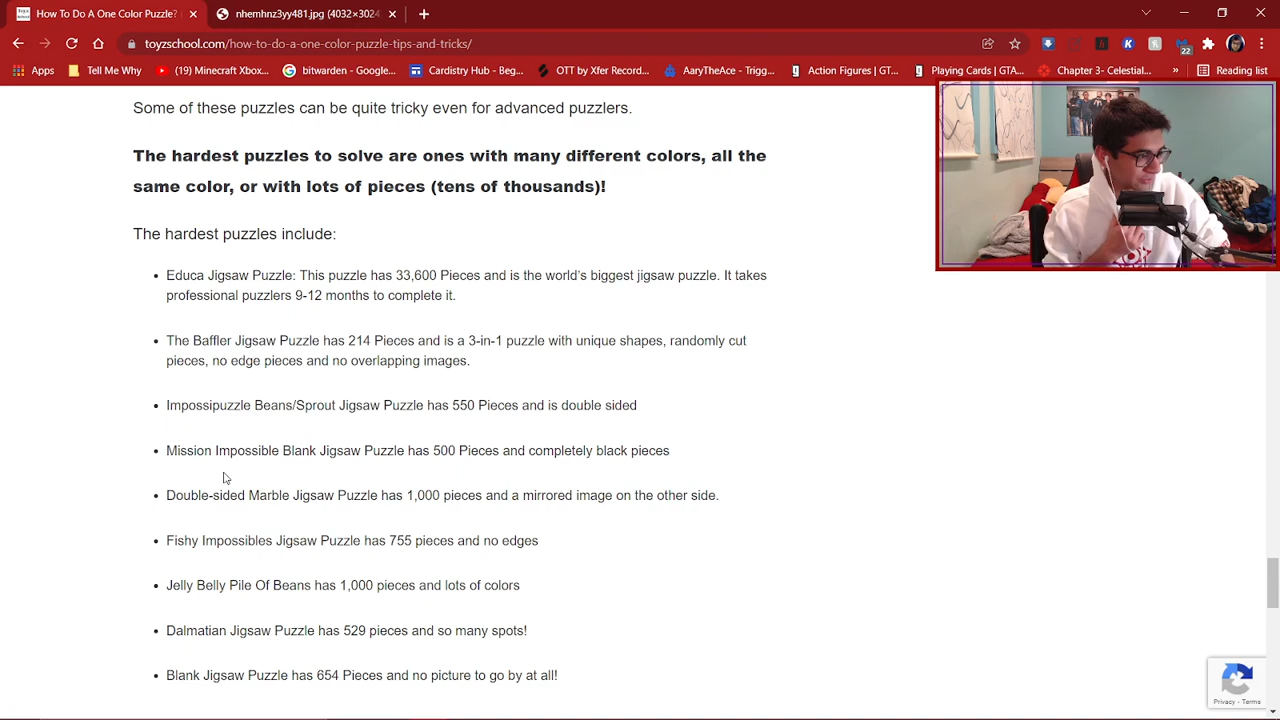 How To Do A One Color Puzzle?
nhemhnz3yy481.jpg (4032×3024
toyzschool.com/how-to-do-a-one-color-puzzle-tips-and-tricks/
22
Apps
Tell Me Why
(19) Minecraft Xbox...
bitwarden - Google...
Cardistry Hub - Beg...
OTT by Xfer Record...
AaryTheAce - Trigg...
Action Figures | GT...
Playing Cards | GTA...
Chapter 3- Celestial...
»
Reading list
Some of these puzzles can be quite tricky even for advanced puzzlers.
The hardest puzzles to solve are ones with many different colors, all the
same color, or with lots of pieces (tens of thousands)!
The hardest puzzles include:
• Educa Jigsaw Puzzle: This puzzle has 33,600 Pieces and is the world's biggest jigsaw puzzle. It takes
professional puzzlers 9-12 months to complete it.
• The Baffler Jigsaw Puzzle has 214 Pieces and is a 3-in-1 puzzle with unique shapes, randomly cut
pieces, no edge pieces and no overlapping images.
• Impossipuzzle Beans/Sprout Jigsaw Puzzle has 550 Pieces and is double sided
• Mission Impossible Blank Jigsaw Puzzle has 500 Pieces and completely black pieces
• Double-sided Marble Jigsaw Puzzle has 1,000 pieces and a mirrored image on the other side.
• Fishy Impossibles Jigsaw Puzzle has 755 pieces and no edges
• Jelly Belly Pile Of Beans has 1,000 pieces and lots of colors
• Dalmatian Jigsaw Puzzle has 529 pieces and so many spots!
• Blank Jigsaw Puzzle has 654 Pieces and no picture to go by at all!
Privacy - Terms